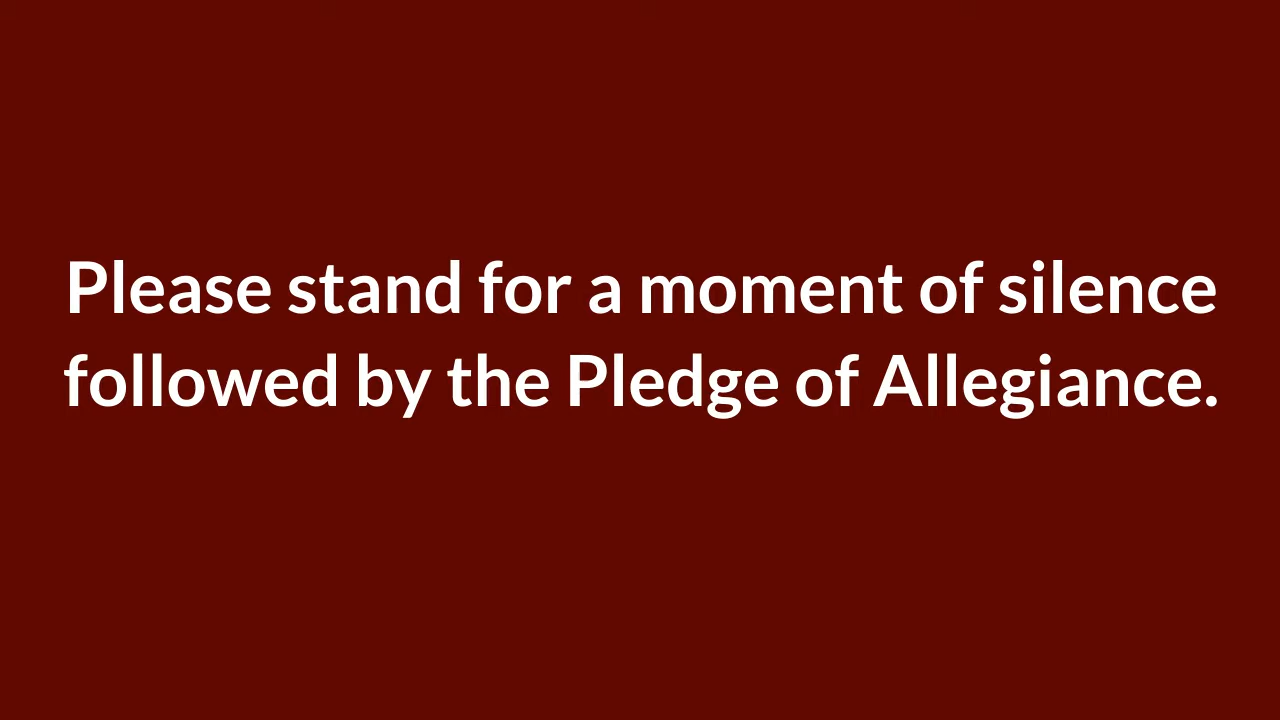 Please stand for a moment of silence
followed by the Pledge of Allegiance.